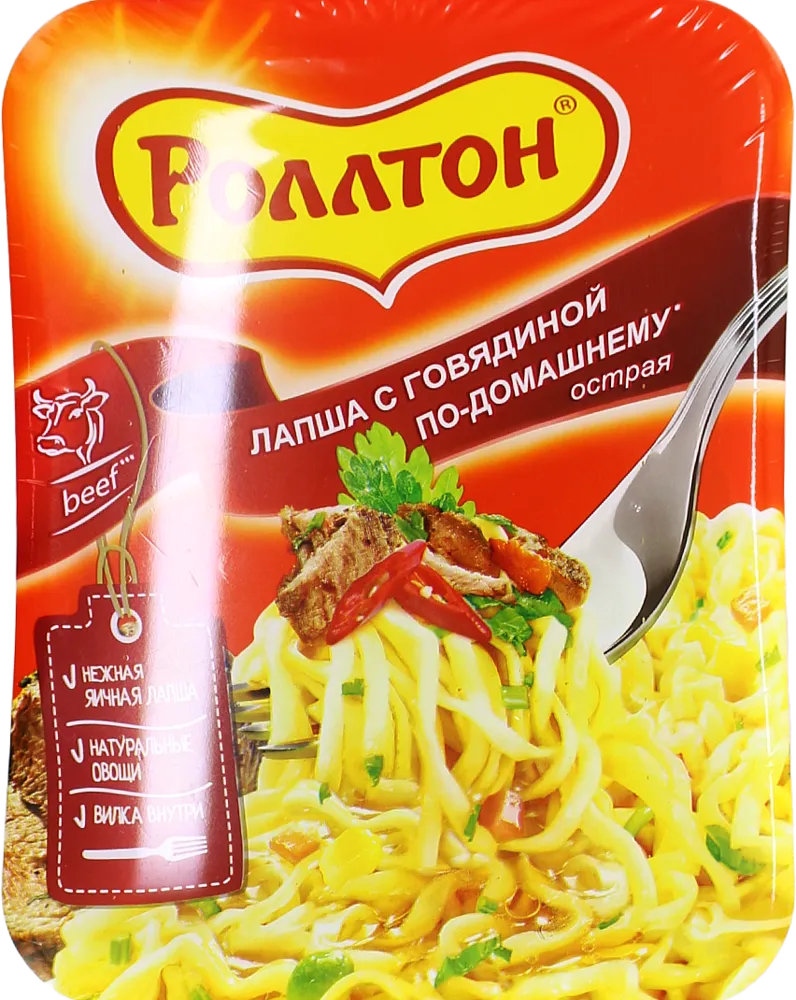 РОЛЛТОН®
ЛАПША С ГОВЯДИНОЙ
ПО-ДОМАШНЕМУ*
острая
beef***
НЕЖНАЯ
ЯИЧНАЯ ЛАПША
НАТУРАЛЬНЫЕ
ОВОЩИ
ВИЛКА ВНУТРИ